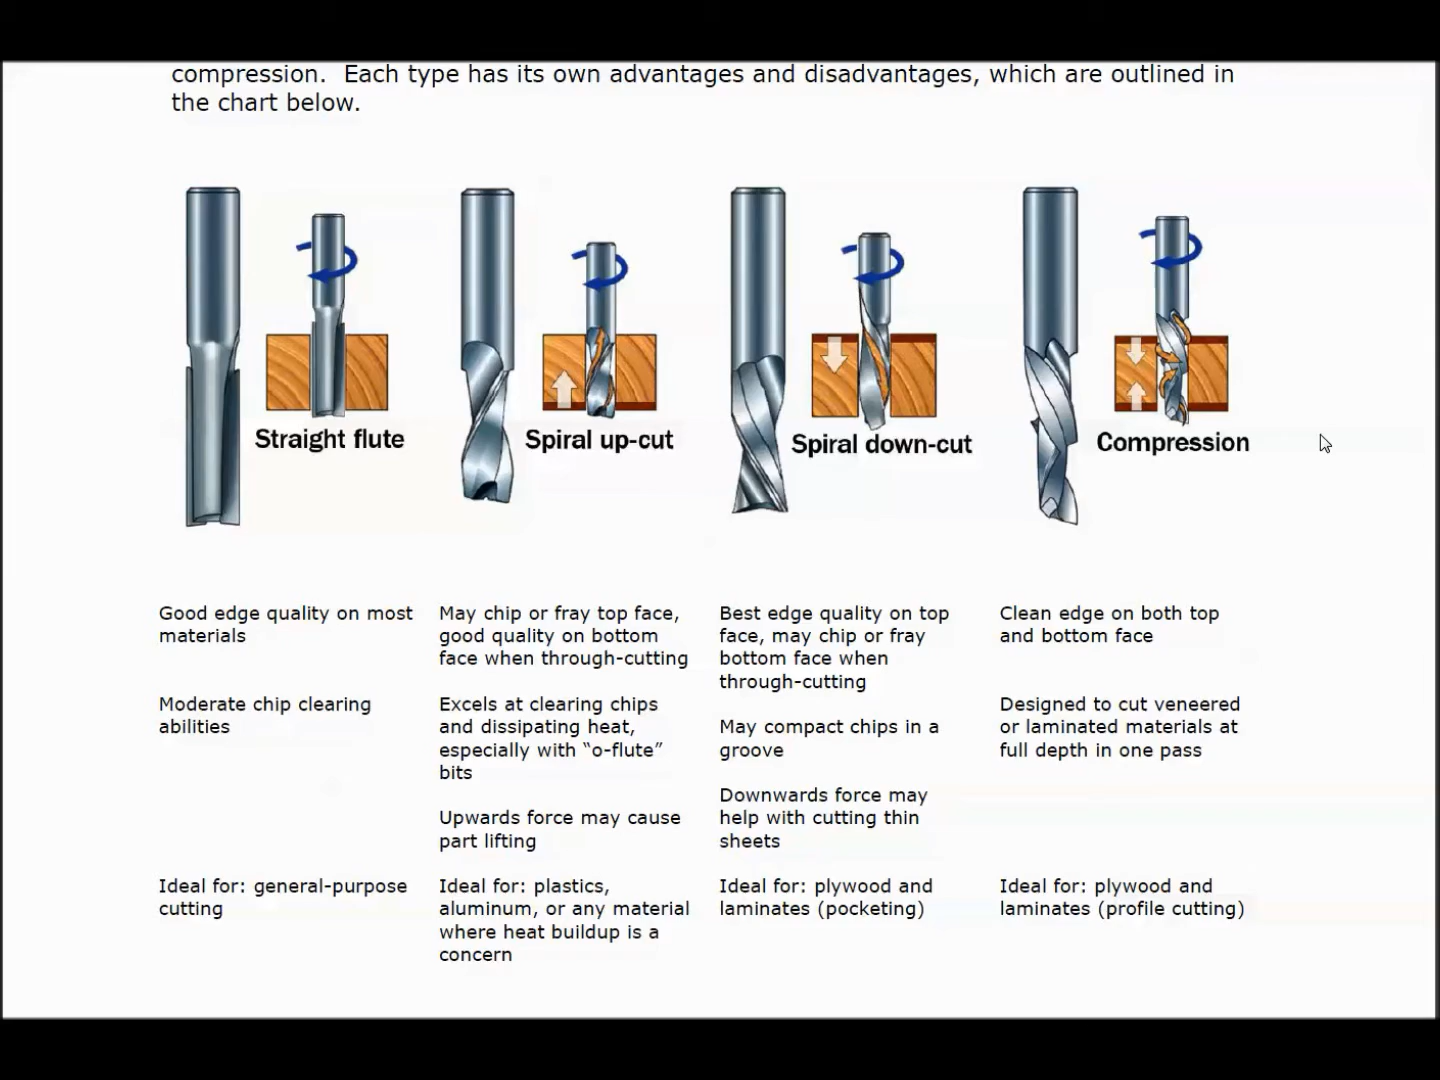 compression.  Each type has its own advantages and disadvantages, which are outlined in
the chart below.
Straight flute
Spiral up-cut
Spiral down-cut
Compression
Good edge quality on most
materials
Moderate chip clearing
abilities
Ideal for: general-purpose
cutting
May chip or fray top face,
good quality on bottom
face when through-cutting
Excels at clearing chips
and dissipating heat,
especially with “o-flute”
bits
Upwards force may cause
part lifting
Ideal for: plastics,
aluminum, or any material
where heat buildup is a
concern
Best edge quality on top
face, may chip or fray
bottom face when
through-cutting
May compact chips in a
groove
Downwards force may
help with cutting thin
sheets
Ideal for: plywood and
laminates (pocketing)
Clean edge on both top
and bottom face
Designed to cut veneered
or laminated materials at
full depth in one pass
Ideal for: plywood and
laminates (profile cutting)